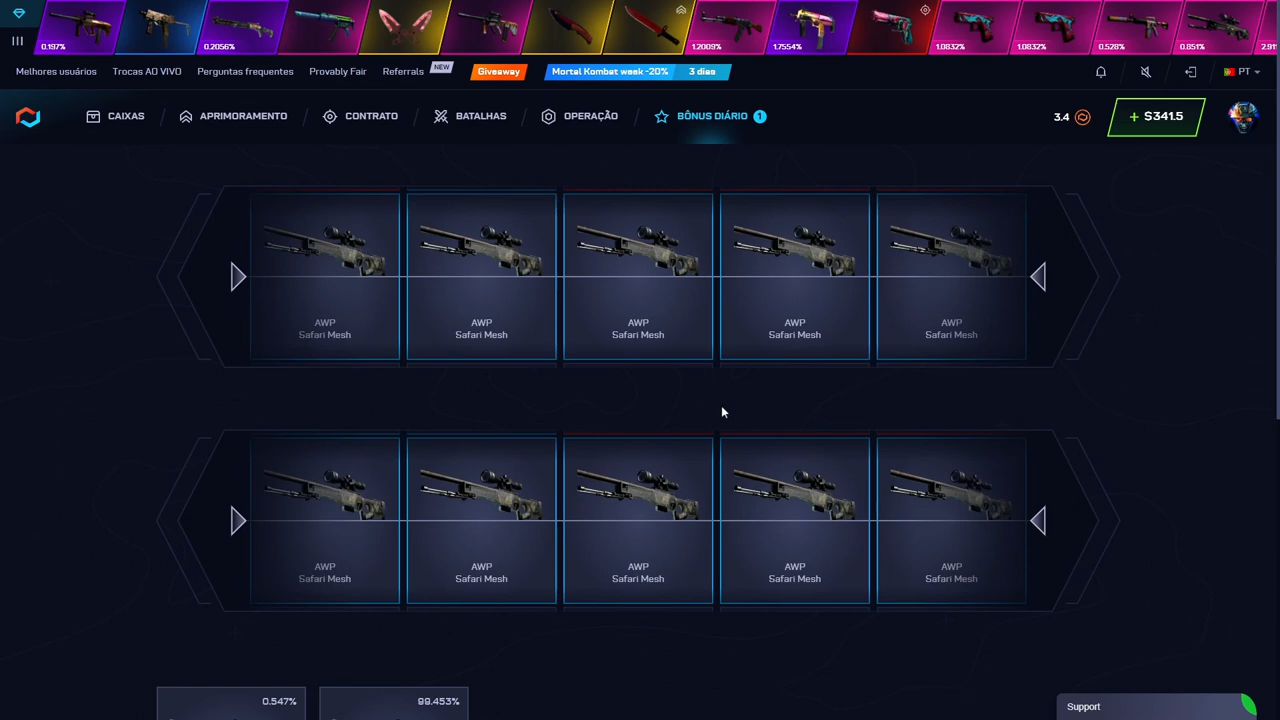 0.197%
0.2056%
1.2009%
1.7554%
1.0832%
1.0832%
0.528%
0.851%
2.91
Melhores usuários
Trocas AO VIVO
Perguntas frequentes
Provably Fair
Referrals
NEW
Giveaway
Mortal Kombat week -20%
3 dias
PT
CAIXAS
APRIMORAMENTO
CONTRATO
BATALHAS
OPERAÇÃO
BÔNUS DIÁRIO
1
3.4
+ $341.5
AWP
Safari Mesh
AWP
Safari Mesh
AWP
Safari Mesh
AWP
Safari Mesh
AWP
Safari Mesh
AWP
Safari Mesh
AWP
Safari Mesh
AWP
Safari Mesh
AWP
Safari Mesh
AWP
Safari Mesh
0.547%
99.453%
Support